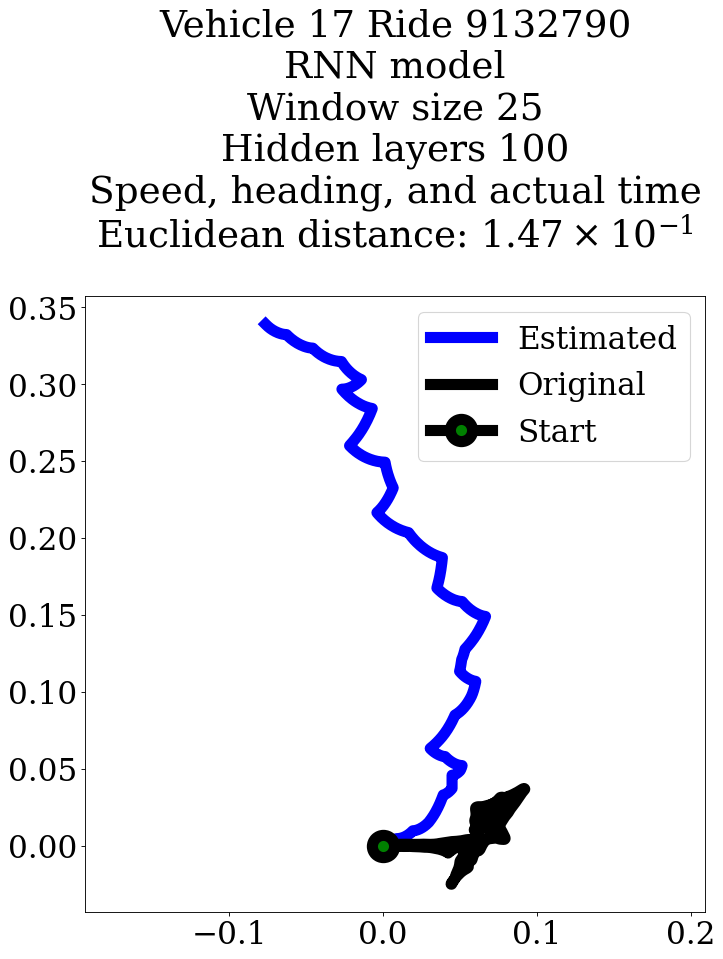 Vehicle 17 Ride 9132790
RNN model
Window size 25
Hidden layers 100
Speed, heading, and actual time
Euclidean distance: 1.47 × 10⁻¹
Estimated
Original
Start
0.35
0.30
0.25
0.20
0.15
0.10
0.05
0.00
−0.1 0.0 0.1 0.2